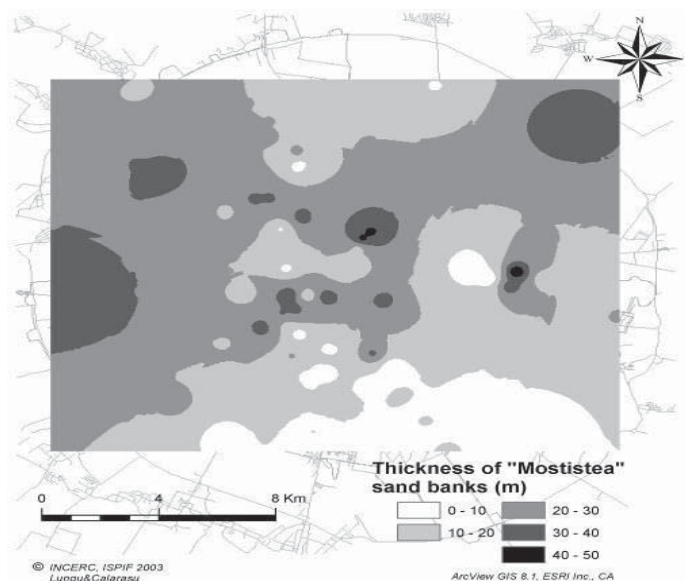 N
W
E
S
Thickness of "Mostistea"
sand banks (m)
0 - 10
20 - 30
10 - 20
30 - 40
40 - 50
0 4 8 Km
© INCERC, ISPIF 2003
Lungu&Calarasu
ArcView GIS 8.1, ESRI Inc., CA